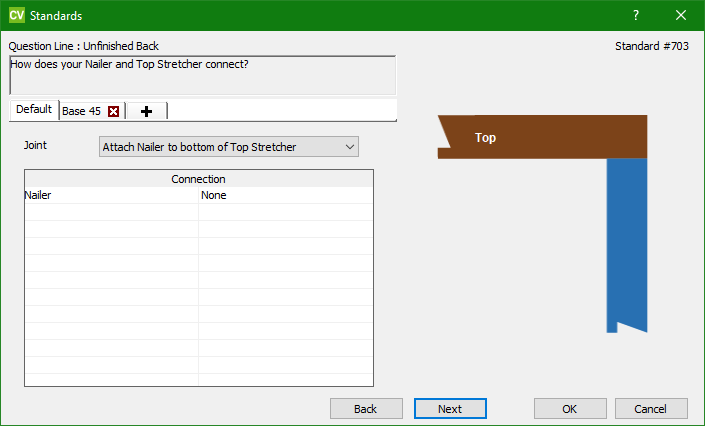 CV Standards ?
Question Line : Unfinished Back Standard #703
How does your Nailer and Top Stretcher connect?
Default Base 45
Joint Attach Nailer to bottom of Top Stretcher
Top
Connection
Nailer None
Back Next OK Cancel